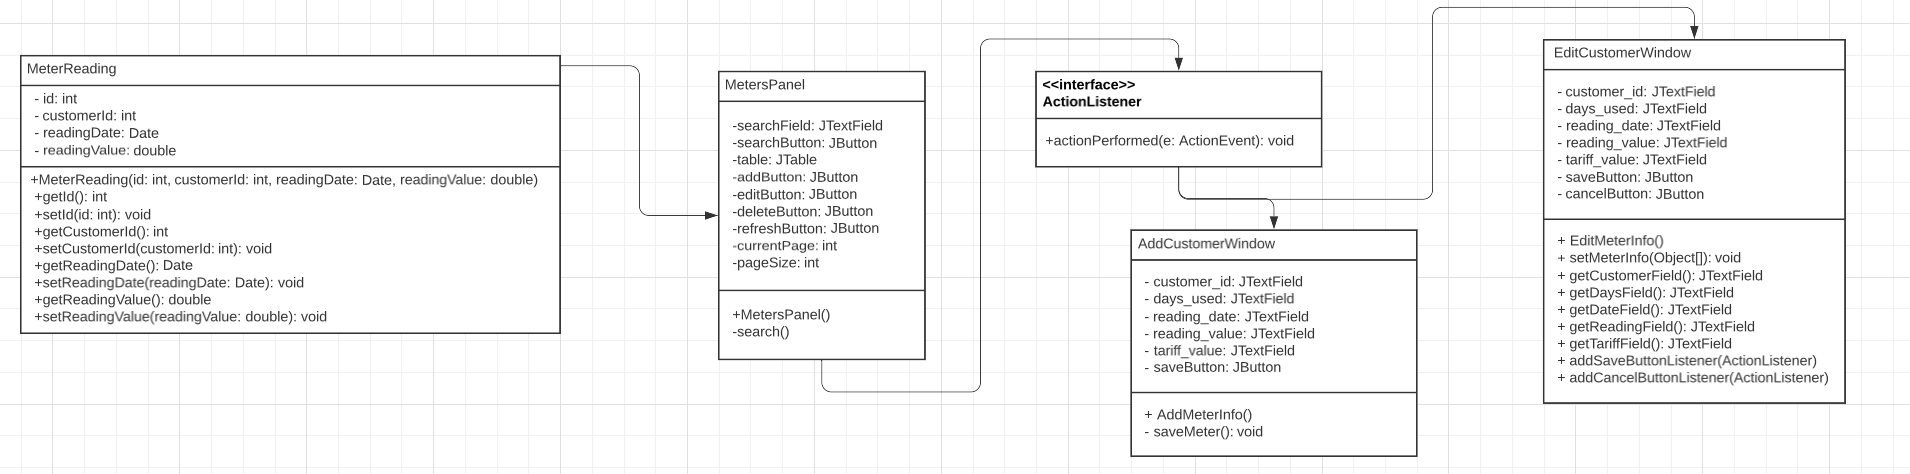 MeterReading
- id: int
- customerId: int
- readingDate: Date
- readingValue: double
+MeterReading(id: int, customerId: int, readingDate: Date, readingValue: double)
+getId(): int
+setId(id: int): void
+getCustomerId(): int
+setCustomerId(customerId: int): void
+getReadingDate(): Date
+setReadingDate(readingDate: Date): void
+getReadingValue(): double
+setReadingValue(readingValue: double): void
MetersPanel
-searchField: JTextField
-searchButton: JButton
-table: JTable
-addButton: JButton
-editButton: JButton
-deleteButton: JButton
-refreshButton: JButton
-currentPage: int
-pageSize: int
+MetersPanel()
-search()
<<interface>>
ActionListener
+actionPerformed(e: ActionEvent): void
AddCustomerWindow
- customer_id: JTextField
- days_used: JTextField
- reading_date: JTextField
- reading_value: JTextField
- tariff_value: JTextField
- saveButton: JButton
+ AddMeterInfo()
- saveMeter(): void
EditCustomerWindow
- customer_id: JTextField
- days_used: JTextField
- reading_date: JTextField
- reading_value: JTextField
- tariff_value: JTextField
- saveButton: JButton
- cancelButton: JButton
+ EditMeterInfo()
+ setMeterInfo(Object[]): void
+ getCustomerField(): JTextField
+ getDaysField(): JTextField
+ getDateField(): JTextField
+ getReadingField(): JTextField
+ getTariffField(): JTextField
+ addSaveButtonListener(ActionListener)
+ addCancelButtonListener(ActionListener)